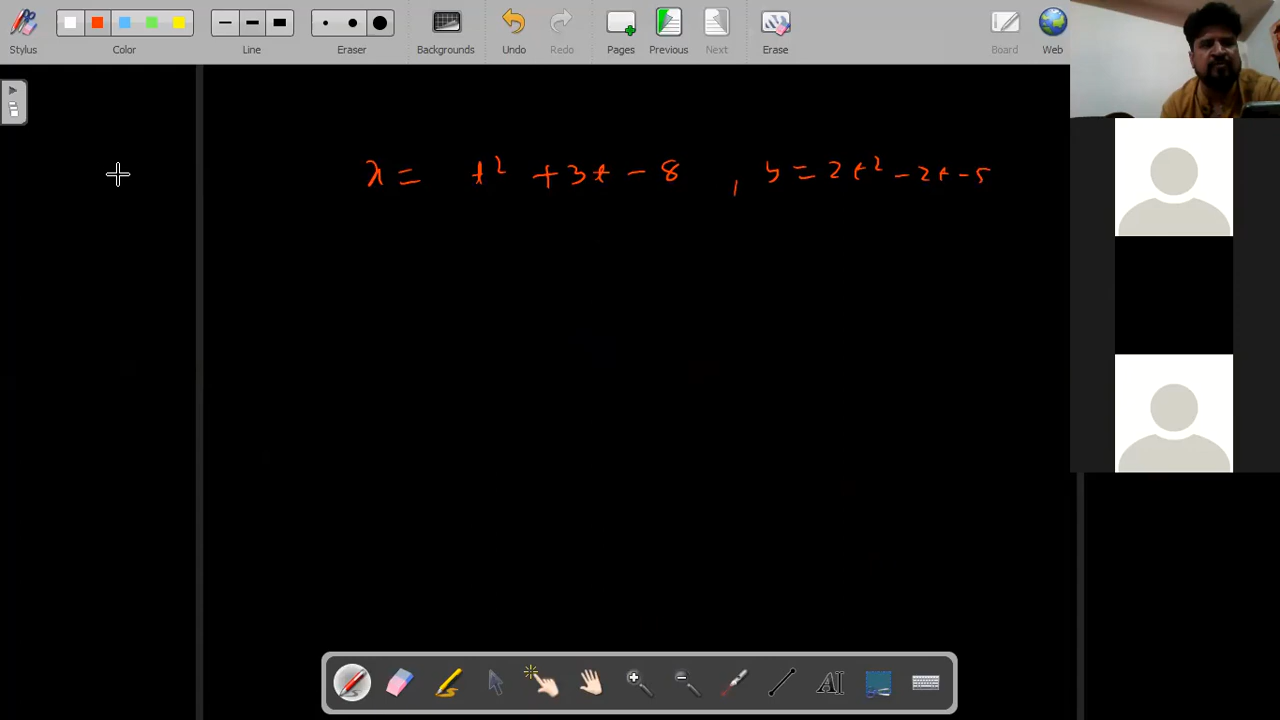 Stylus Color Line Eraser Backgrounds Undo Redo Pages Previous Next Erase Board Web
x = t² + 3t - 8 , y = 2t² - 2t - 5
AI